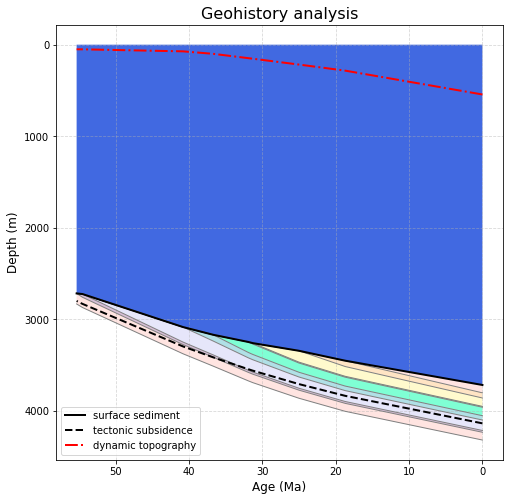 Geohistory analysis
0
1000
2000
3000
4000
Depth (m)
surface sediment
tectonic subsidence
dynamic topography
50 40 30 20 10 0
Age (Ma)